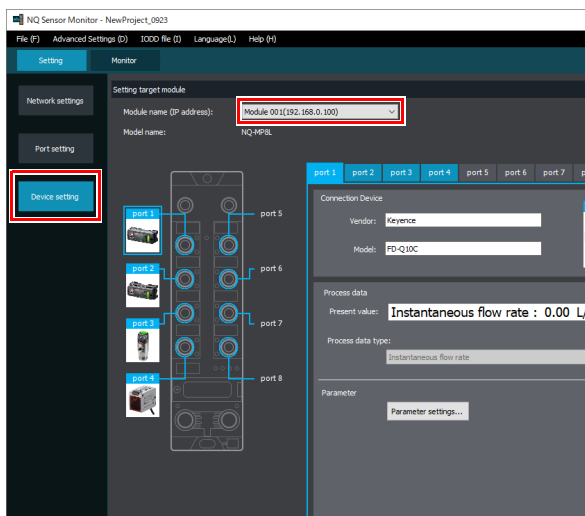 NQ Sensor Monitor - NewProject_0923
File (F) Advanced Settings (D) IODD file (I) Language(L) Help (H)
Setting Monitor
Setting target module
Network settings
Module name (IP address): Module 001(192.168.0.100)
Model name: NQ-MP8L
Port setting
Device setting
port 1 port 2 port 3 port 4 port 5 port 6 port 7 p
Connection Device
Vendor: Keyence
Model: FD-Q10C
port 1 port 5
port 2 port 6
port 3 port 7
port 4 port 8
Process data
Present value: Instantaneous flow rate : 0.00 L/
Process data type:
Instantaneous flow rate
Parameter
Parameter settings...